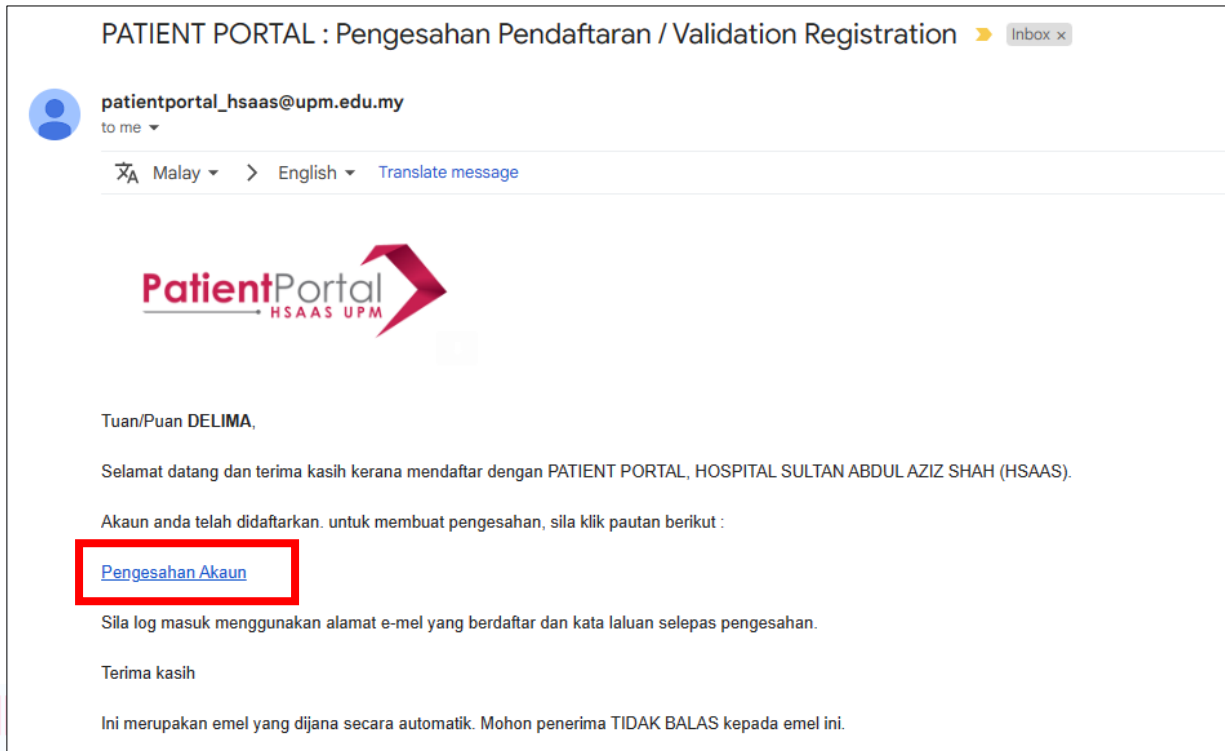 PATIENT PORTAL : Pengesahan Pendaftaran / Validation Registration Inbox ×
patientportal_hsaas@upm.edu.my
to me
Malay > English Translate message
PatientPortal
HSAAS UPM
Tuan/Puan DELIMA,
Selamat datang dan terima kasih kerana mendaftar dengan PATIENT PORTAL, HOSPITAL SULTAN ABDUL AZIZ SHAH (HSAAS).
Akaun anda telah didaftarkan. untuk membuat pengesahan, sila klik pautan berikut :
Pengesahan Akaun
Sila log masuk menggunakan alamat e-mel yang berdaftar dan kata laluan selepas pengesahan.
Terima kasih
Ini merupakan emel yang dijana secara automatik. Mohon penerima TIDAK BALAS kepada emel ini.